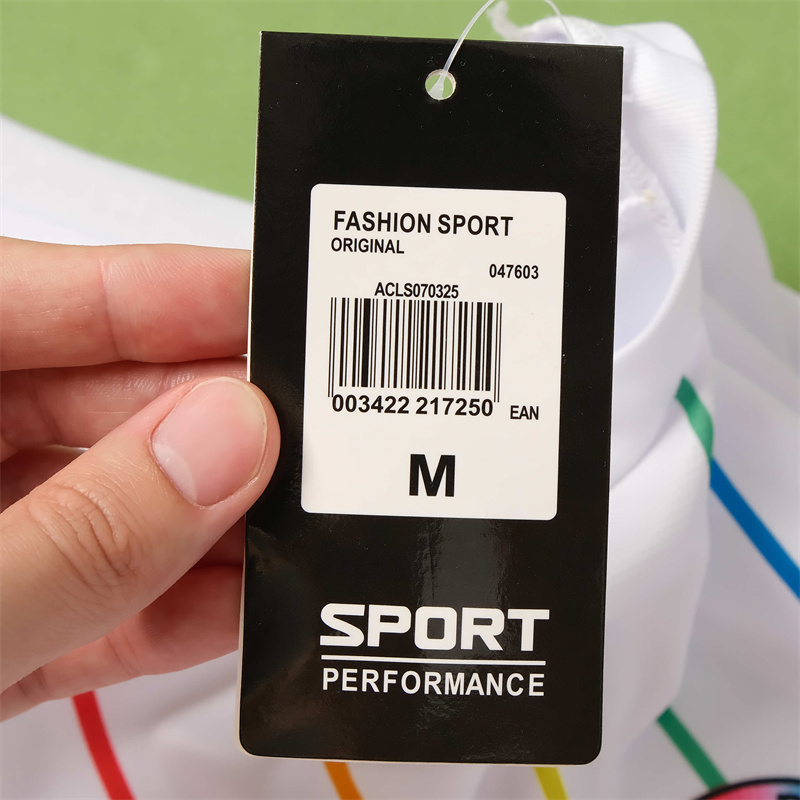 FASHION SPORT
ORIGINAL
047603
ACLS070325
003422 217250 EAN
M
SPORT
PERFORMANCE